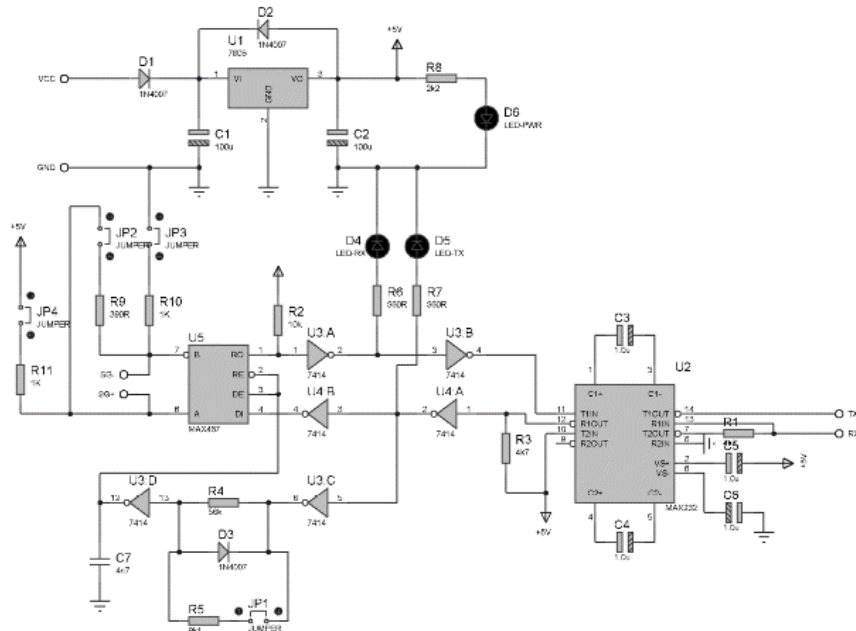 D2
1N4007
U1
7805
+5V
D1
1N4007
VCC
1
VI
VO
3
GND
2
R8
2k2
D6
LED-PWR
C1
100u
C2
100u
GND
+5V
JP2
JUMPER
JP3
JUMPER
D4
LED-RX
D5
LED-TX
JP4
JUMPER
R9
R10
1K
R2
10k
R6
R7
R11
1K
U5
U3:A
U3:B
C3
1.0u
7
B
RO
1
1
2
7414
3
4
7414
U2
RE
2
DE
3
U4:B
U4:A
6
A
DI
4
4
3
7414
2
1
7414
MAX487
R3
4k7
1
3
C1+
C1-
11
T1IN
T1OUT
14
TX
12
R1OUT
R1IN
13
R1
10
T2IN
T2OUT
7
9
R2OUT
R2IN
8
C5
1.0u
VS+
2
+5V
VS-
6
C2+
C2-
MAX232
C6
1.0u
4
5
C4
1.0u
+5V
U3:D
12
13
7414
R4
56k
U3:C
6
5
7414
D3
1N4007
C7
4n7
R5
JP1
JUMPER